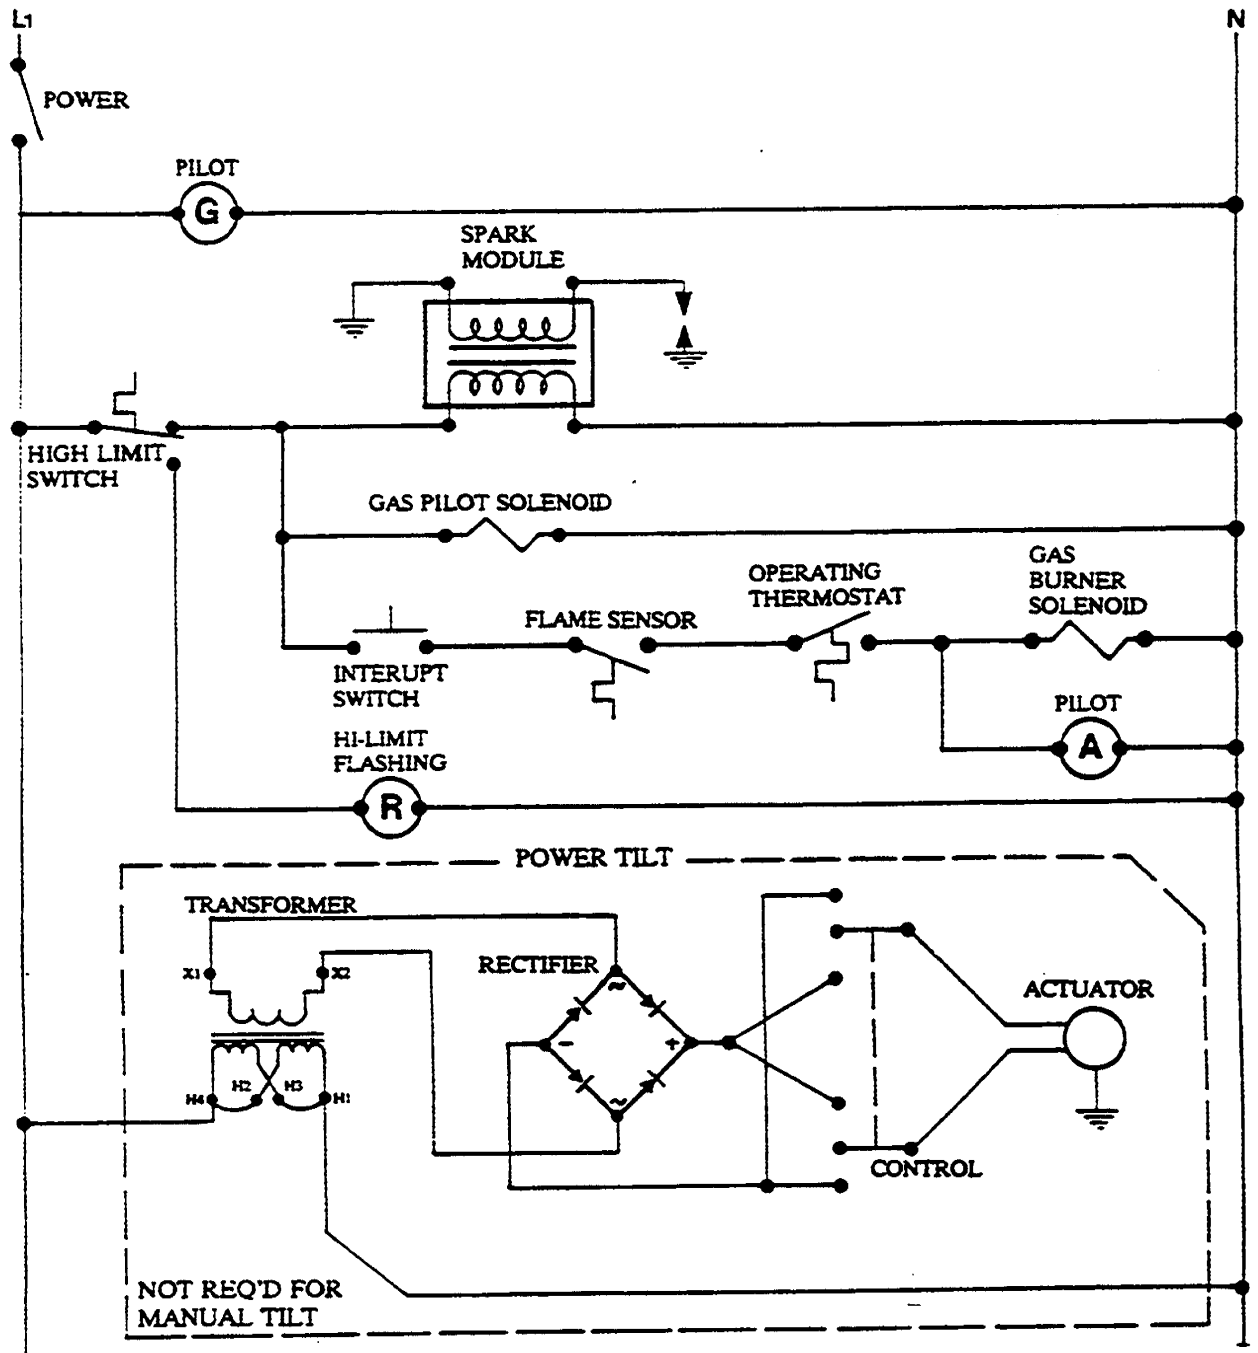 L1
N
POWER
PILOT
G
SPARK
MODULE
HIGH LIMIT
SWITCH
GAS PILOT SOLENOID
GAS
BURNER
SOLENOID
OPERATING
THERMOSTAT
FLAME SENSOR
INTERUPT
SWITCH
PILOT
A
HI-LIMIT
FLASHING
R
POWER TILT
TRANSFORMER
X1
X2
RECTIFIER
~
- +
~
ACTUATOR
H4
H2
H3
H1
CONTROL
NOT REQ'D FOR
MANUAL TILT